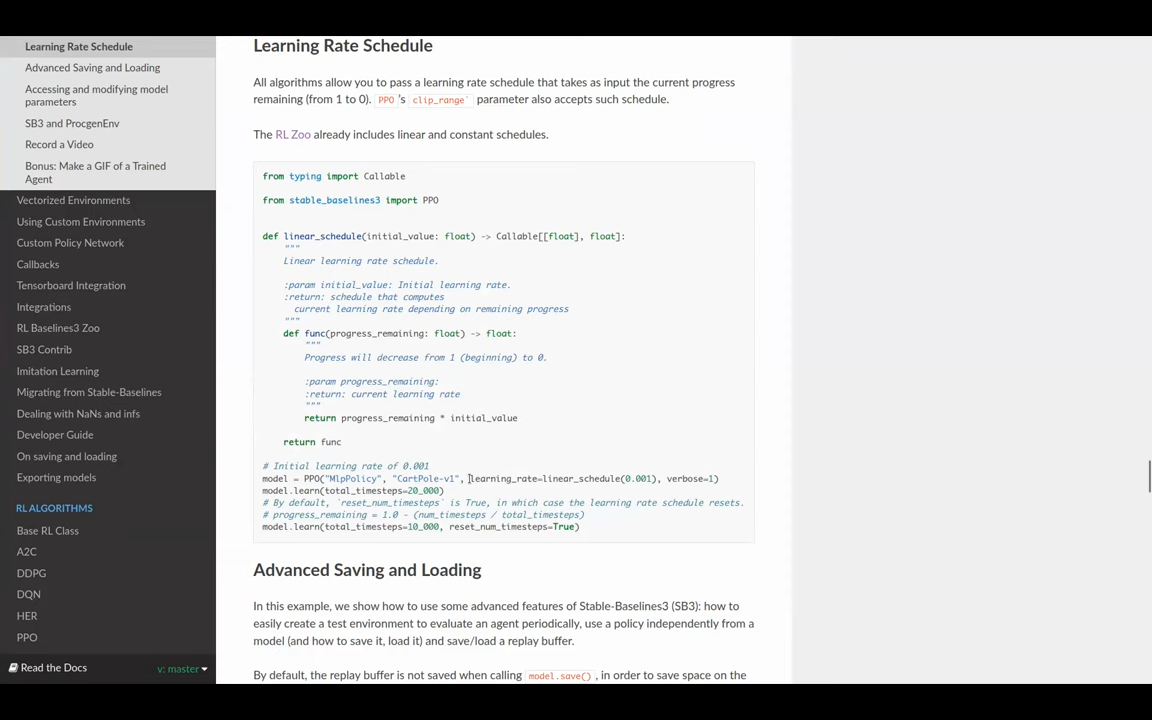 Learning Rate Schedule
Advanced Saving and Loading
Accessing and modifying model
parameters
SB3 and ProcgenEnv
Record a Video
Bonus: Make a GIF of a Trained
Agent
Vectorized Environments
Using Custom Environments
Custom Policy Network
Callbacks
Tensorboard Integration
Integrations
RL Baselines3 Zoo
SB3 Contrib
Imitation Learning
Migrating from Stable-Baselines
Dealing with NaNs and infs
Developer Guide
On saving and loading
Exporting models
RL ALGORITHMS
Base RL Class
A2C
DDPG
DQN
HER
PPO
Read the Docs
v: master
Learning Rate Schedule
All algorithms allow you to pass a learning rate schedule that takes as input the current progress
remaining (from 1 to 0). PPO 's clip_range` parameter also accepts such schedule.
The RL Zoo already includes linear and constant schedules.
from typing import Callable
from stable_baselines3 import PPO
def linear_schedule(initial_value: float) -> Callable[[float], float]:
"""
Linear learning rate schedule.
:param initial_value: Initial learning rate.
:return: schedule that computes
current learning rate depending on remaining progress
"""
def func(progress_remaining: float) -> float:
"""
Progress will decrease from 1 (beginning) to 0.
:param progress_remaining:
:return: current learning rate
"""
return progress_remaining * initial_value
return func
# Initial learning rate of 0.001
model = PPO("MlpPolicy", "CartPole-v1", learning_rate=linear_schedule(0.001), verbose=1)
model.learn(total_timesteps=20_000)
# By default, `reset_num_timesteps` is True, in which case the learning rate schedule resets.
# progress_remaining = 1.0 - (num_timesteps / total_timesteps)
model.learn(total_timesteps=10_000, reset_num_timesteps=True)
Advanced Saving and Loading
In this example, we show how to use some advanced features of Stable-Baselines3 (SB3): how to
easily create a test environment to evaluate an agent periodically, use a policy independently from a
model (and how to save it, load it) and save/load a replay buffer.
By default, the replay buffer is not saved when calling model.save() , in order to save space on the